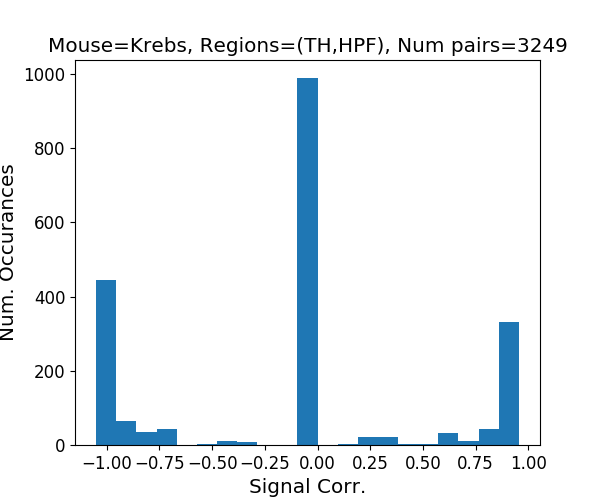 Mouse=Krebs, Regions=(TH,HPF), Num pairs=3249
1000
800
600
400
200
0
Num. Occurances
−1.00 −0.75 −0.50 −0.25 0.00 0.25 0.50 0.75 1.00
Signal Corr.